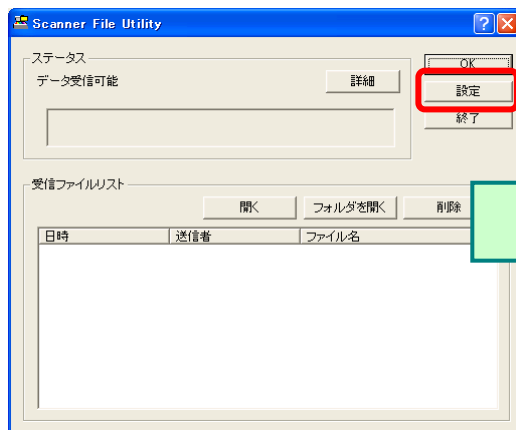 Scanner File Utility
ステータス
データ受信可能
詳細
OK
設定
終了
受信ファイルリスト
開く
フォルダを開く
削除
日時
送信者
ファイル名